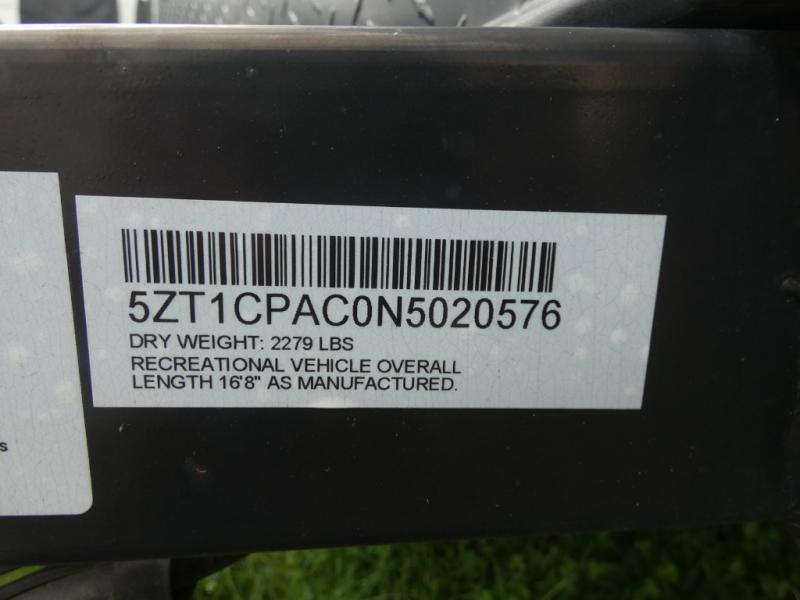 5ZT1CPAC0N5020576
DRY WEIGHT: 2279 LBS
RECREATIONAL VEHICLE OVERALL
LENGTH 16'8" AS MANUFACTURED.
s